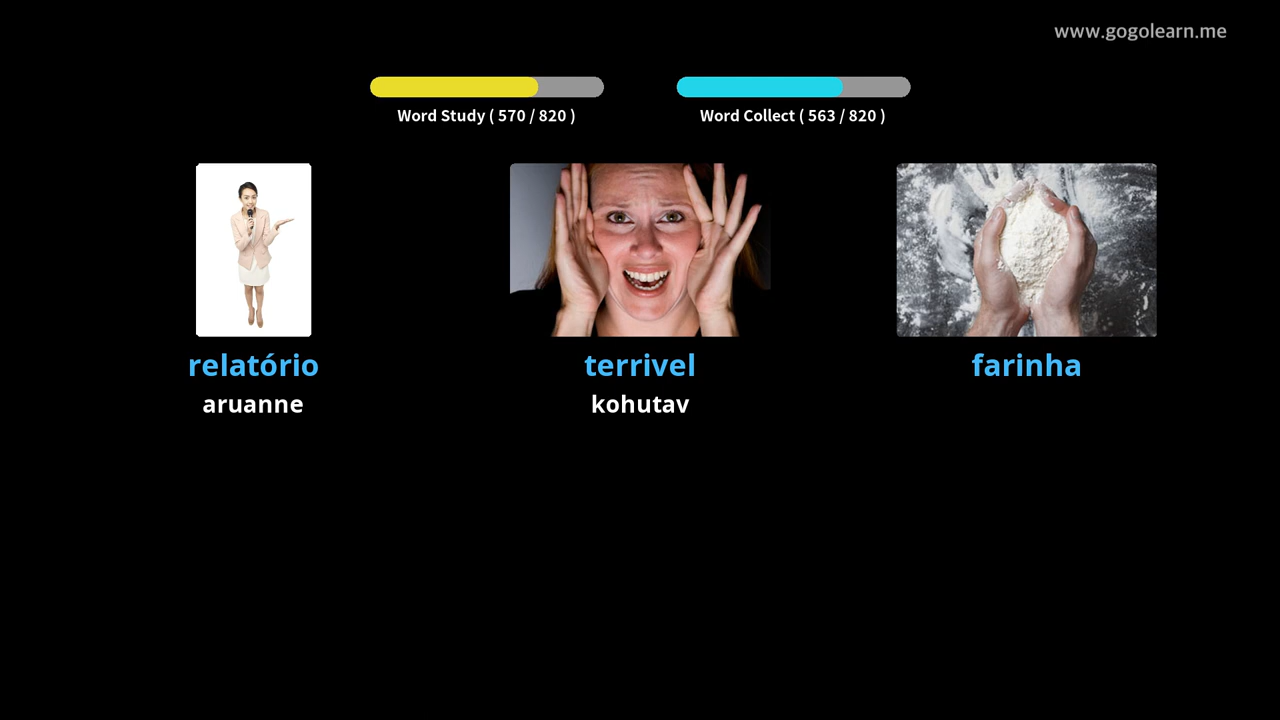 www.gogolearn.me
Word Study ( 570 / 820 )
Word Collect ( 563 / 820 )
relatório
aruanne
terrivel
kohutav
farinha